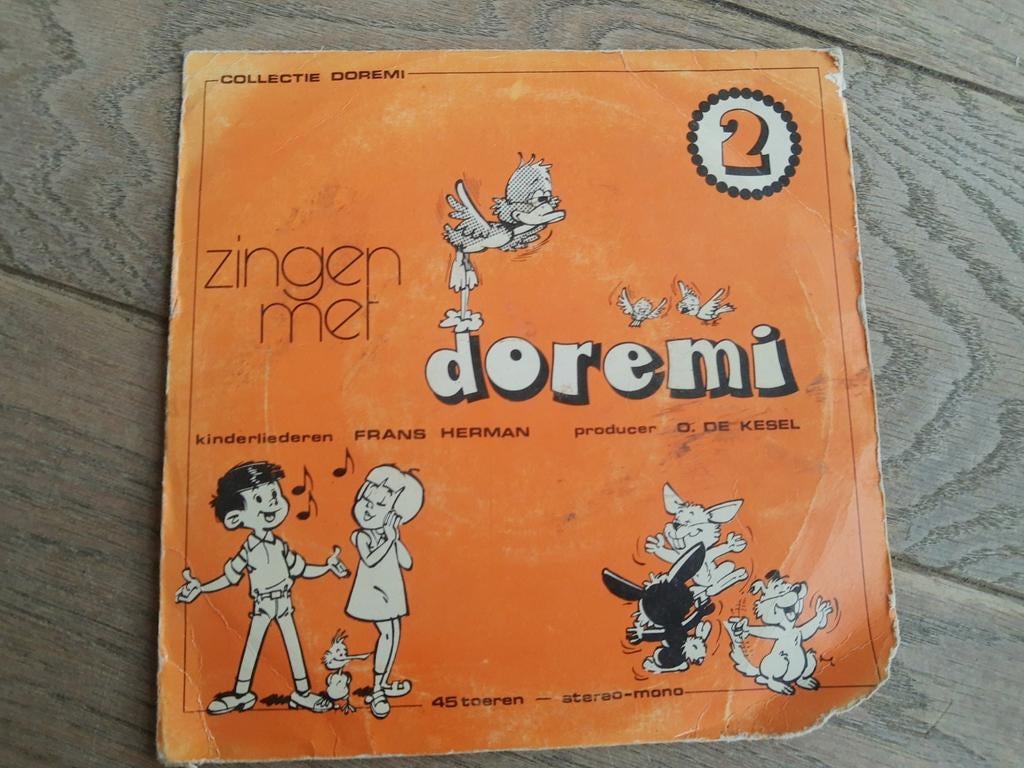 COLLECTIE DOREMI
2
zingen
met
doremi
kinderliederen FRANS HERMAN producer O. DE KESEL
45 toeren - stereo-mono